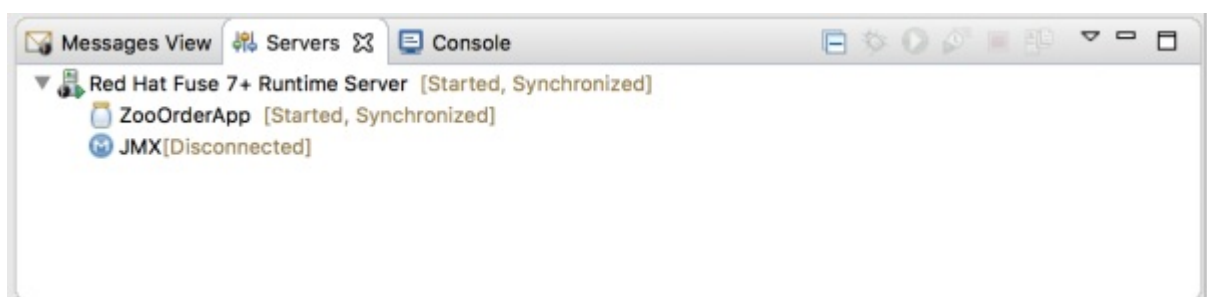 Messages View Servers Console
Red Hat Fuse 7+ Runtime Server [Started, Synchronized]
ZooOrderApp [Started, Synchronized]
JMX[Disconnected]